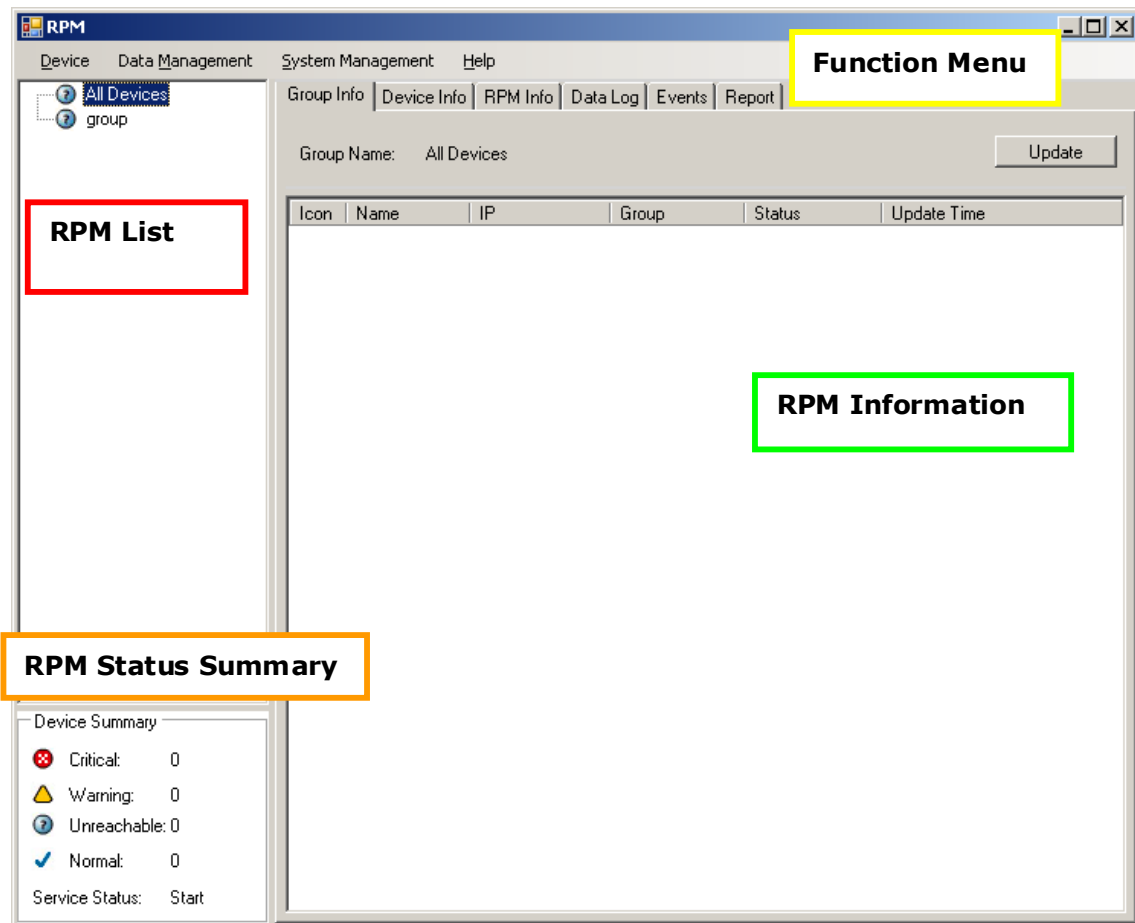 RPM
Device Data Management System Management Help
Function Menu
All Devices
group
Group Info Device Info RPM Info Data Log Events Report
Group Name: All Devices Update
RPM List
Icon Name IP Group Status Update Time
RPM Information
RPM Status Summary
Device Summary
Critical: 0
Warning: 0
Unreachable: 0
Normal: 0
Service Status: Start